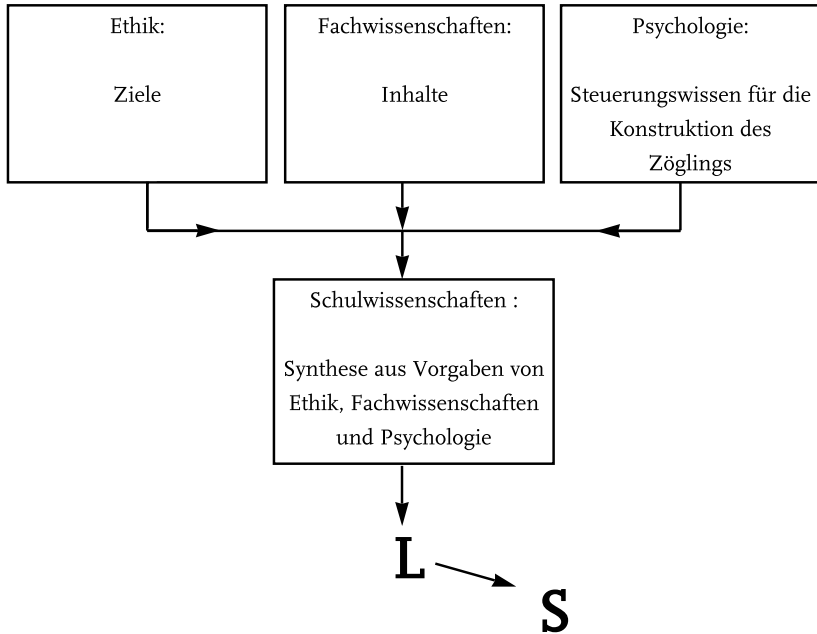 Ethik:
Ziele
Fachwissenschaften:
Inhalte
Psychologie:
Steuerungswissen für die
Konstruktion des
Zöglings
Schulwissenschaften :
Synthese aus Vorgaben von
Ethik, Fachwissenschaften
und Psychologie
L
S